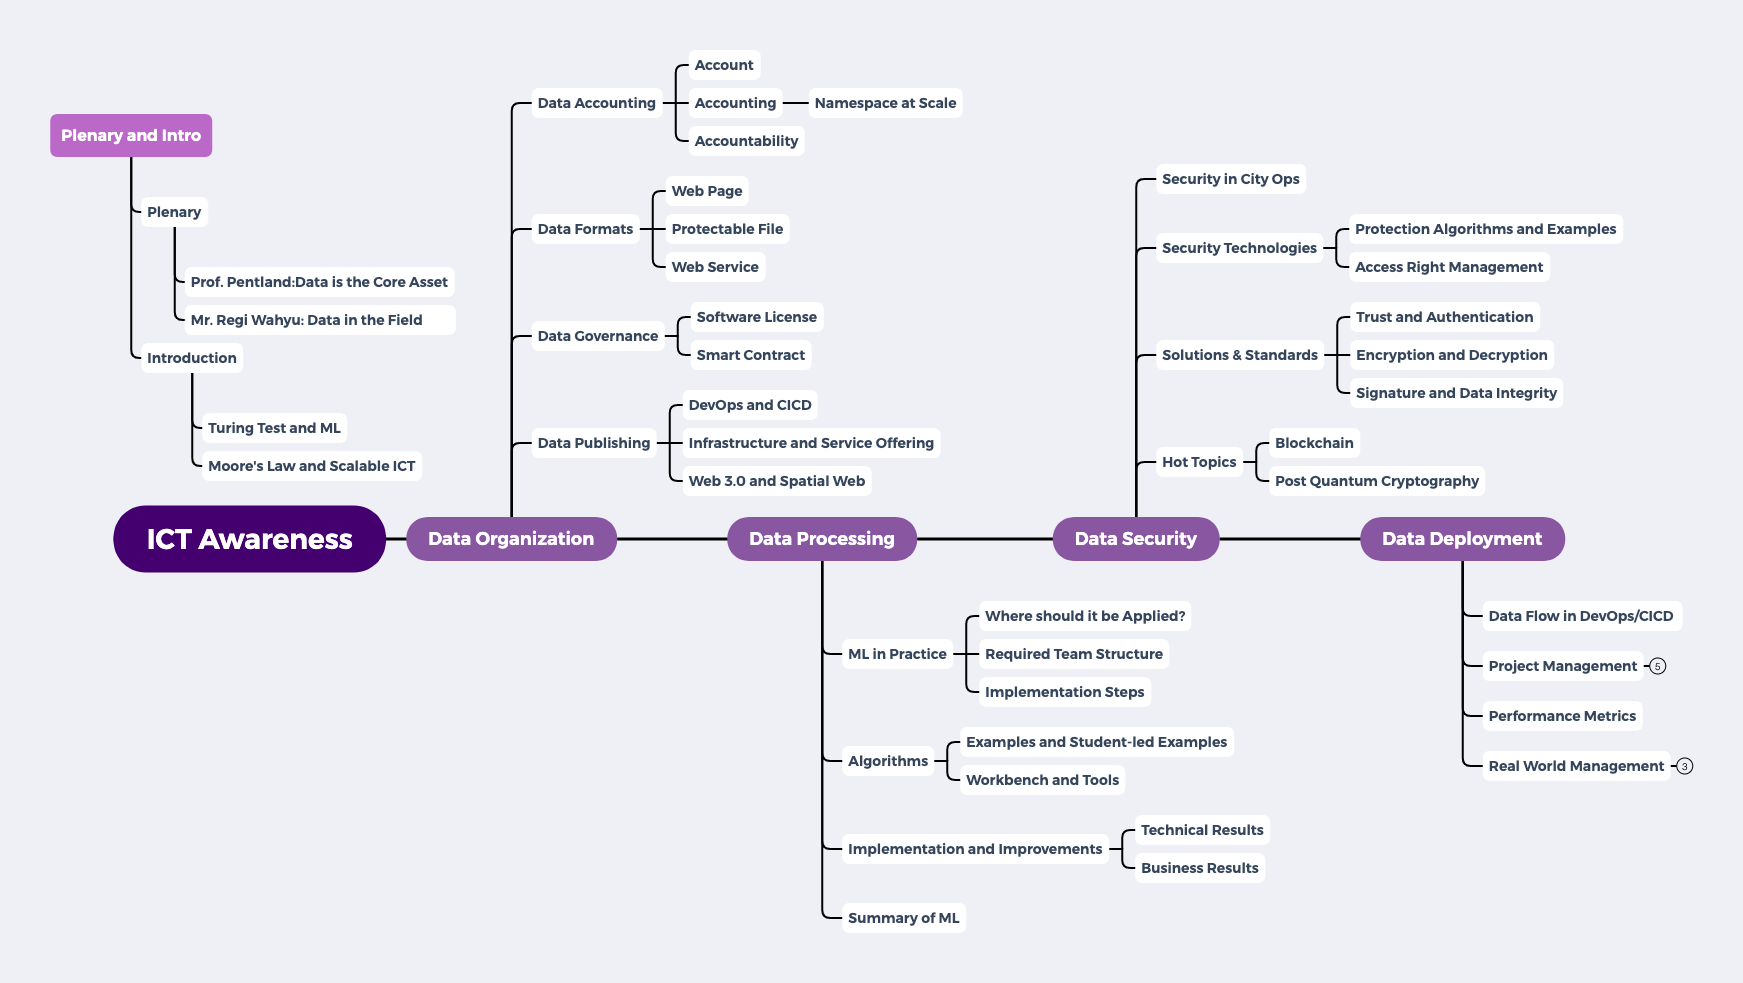 Plenary and Intro
Plenary
Prof. Pentland:Data is the Core Asset
Mr. Regi Wahyu: Data in the Field
Introduction
Turing Test and ML
Moore's Law and Scalable ICT
ICT Awareness
Data Organization
Data Accounting
Account
Accounting
Namespace at Scale
Accountability
Data Formats
Web Page
Protectable File
Web Service
Data Governance
Software License
Smart Contract
Data Publishing
DevOps and CICD
Infrastructure and Service Offering
Web 3.0 and Spatial Web
Data Processing
ML in Practice
Where should it be Applied?
Required Team Structure
Implementation Steps
Algorithms
Examples and Student-led Examples
Workbench and Tools
Implementation and Improvements
Technical Results
Business Results
Summary of ML
Data Security
Security in City Ops
Security Technologies
Protection Algorithms and Examples
Access Right Management
Solutions & Standards
Trust and Authentication
Encryption and Decryption
Signature and Data Integrity
Hot Topics
Blockchain
Post Quantum Cryptography
Data Deployment
Data Flow in DevOps/CICD
Project Management
5
Performance Metrics
Real World Management
3